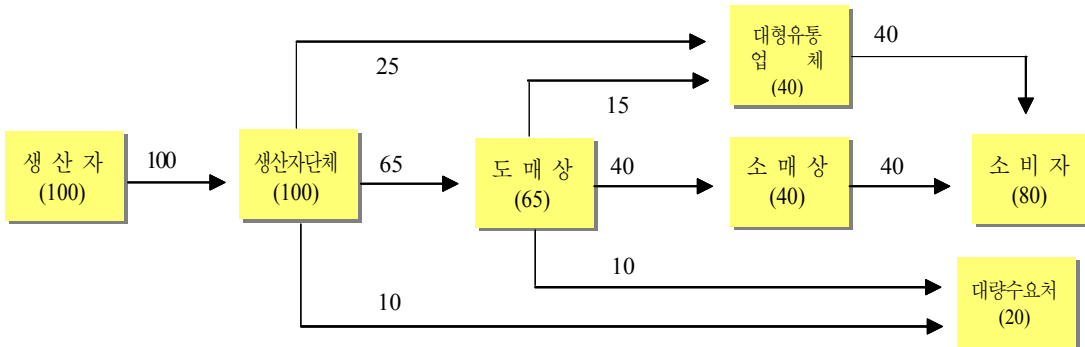 대형유통
업 체
(40)
40
25
15
생 산 자
(100)
100
생산자단체
(100)
65
도 매 상
(65)
40
소 매 상
(40)
40
소 비 자
(80)
10
10
대량수요처
(20)